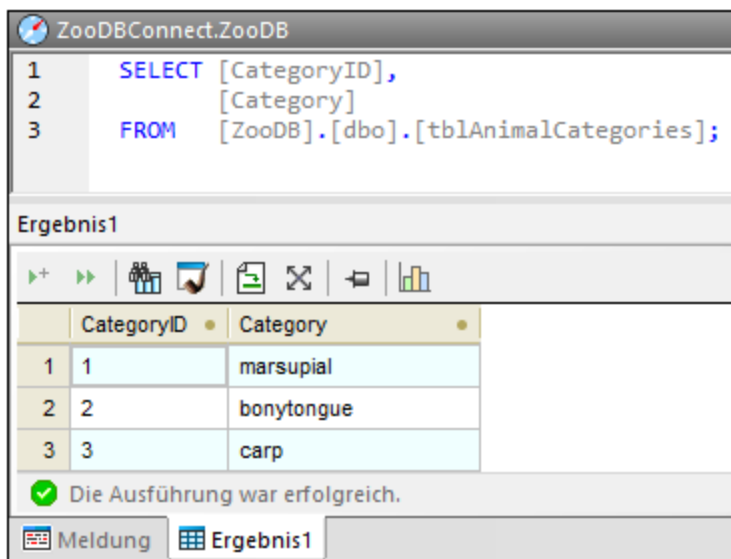 ZooDBConnect.ZooDB
1 SELECT [CategoryID],
2 [Category]
3 FROM [ZooDB].[dbo].[tblAnimalCategories];
Ergebnis1
CategoryID Category
1 1 marsupial
2 2 bonytongue
3 3 carp
Die Ausführung war erfolgreich.
Meldung Ergebnis1